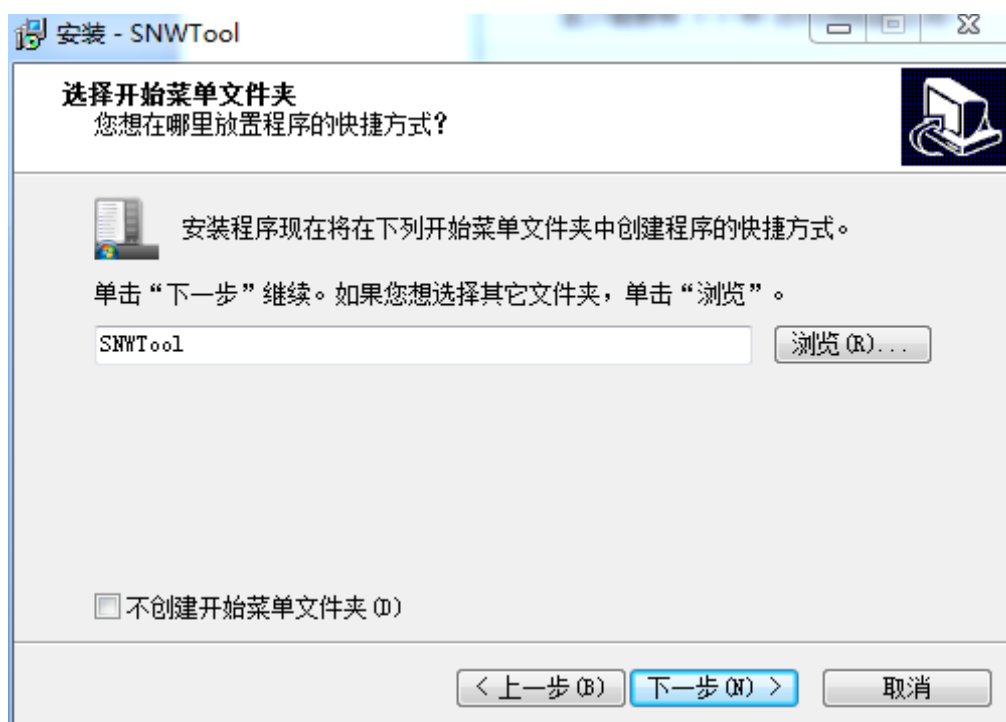 安装 - SNWTool
选择开始菜单文件夹
您想在哪里放置程序的快捷方式?
安装程序现在将在下列开始菜单文件夹中创建程序的快捷方式。
单击“下一步”继续。如果您想选择其它文件夹，单击“浏览”。
SNWTool
浏览(R)...
不创建开始菜单文件夹(D)
< 上一步(B)
下一步(N) >
取消